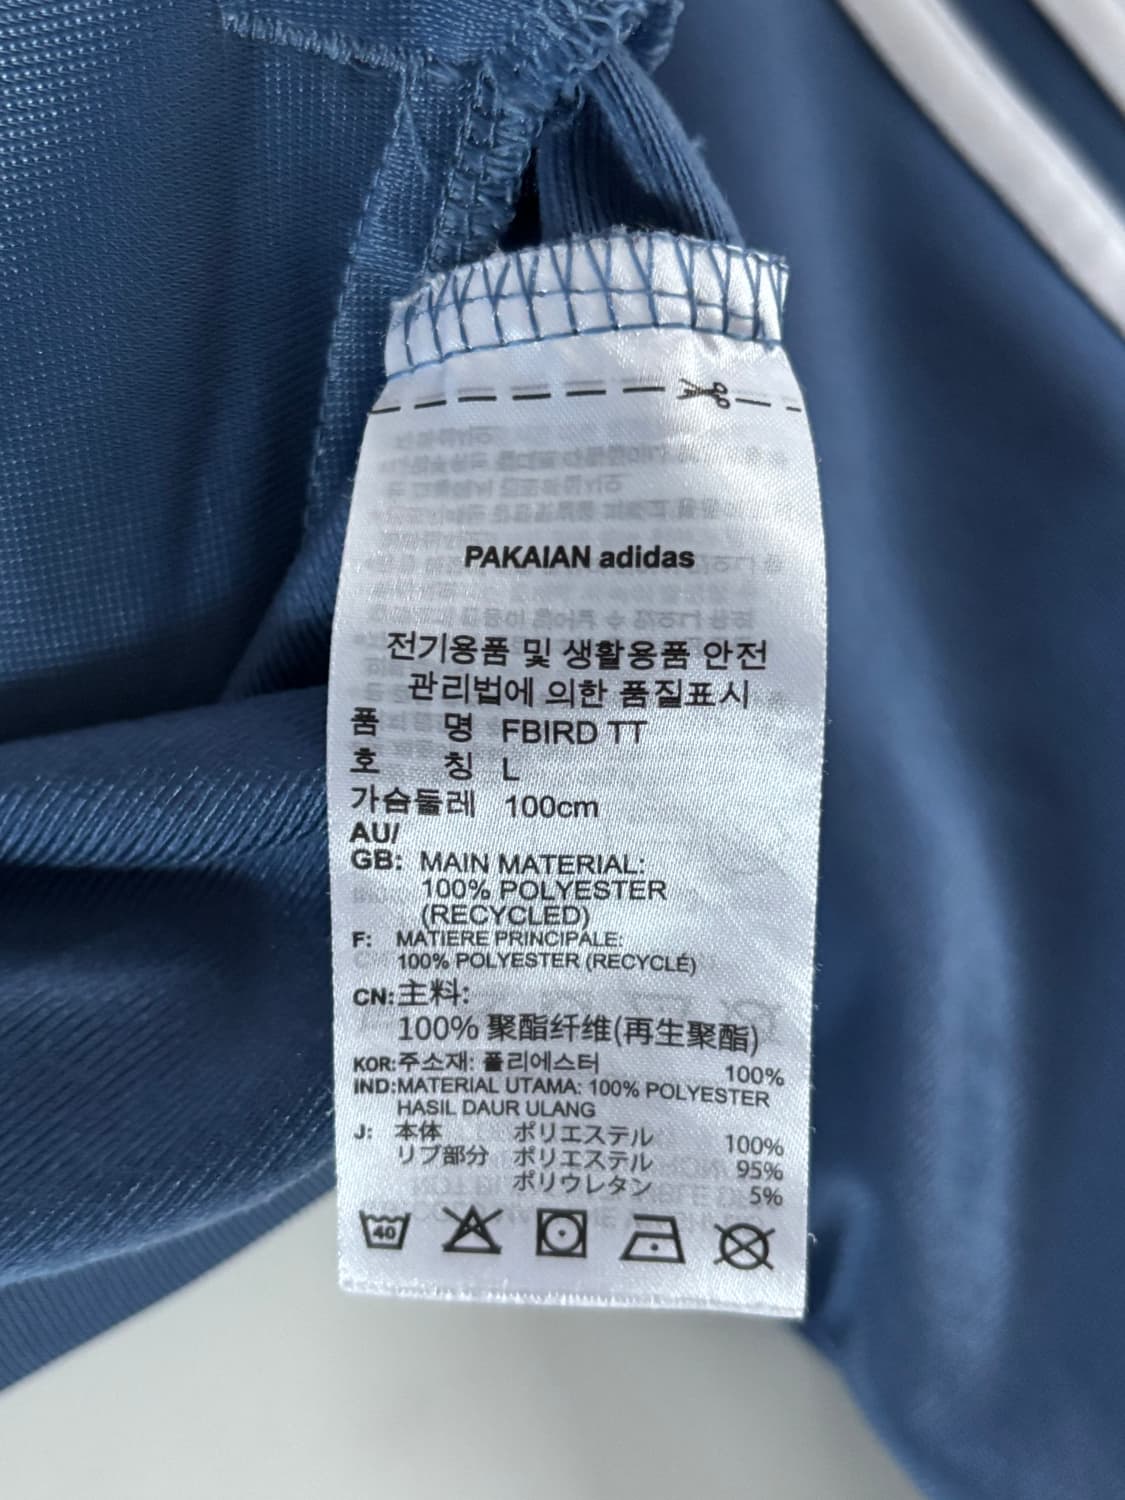 PAKAIAN adidas
전기용품 및 생활용품 안전
관리법에 의한 품질표시
품 명 FBIRD TT
호 칭 L
가슴둘레 100cm
AU/
GB: MAIN MATERIAL:
100% POLYESTER
(RECYCLED)
F: MATIERE PRINCIPALE:
100% POLYESTER (RECYCLÉ)
CN: 主料:
100% 聚酯纤维(再生聚酯)
KOR: 주소재: 폴리에스터 100%
IND: MATERIAL UTAMA: 100% POLYESTER
HASIL DAUR ULANG
J: 本体 ポリエステル 100%
リブ部分 ポリエステル 95%
ポリウレタン 5%
40